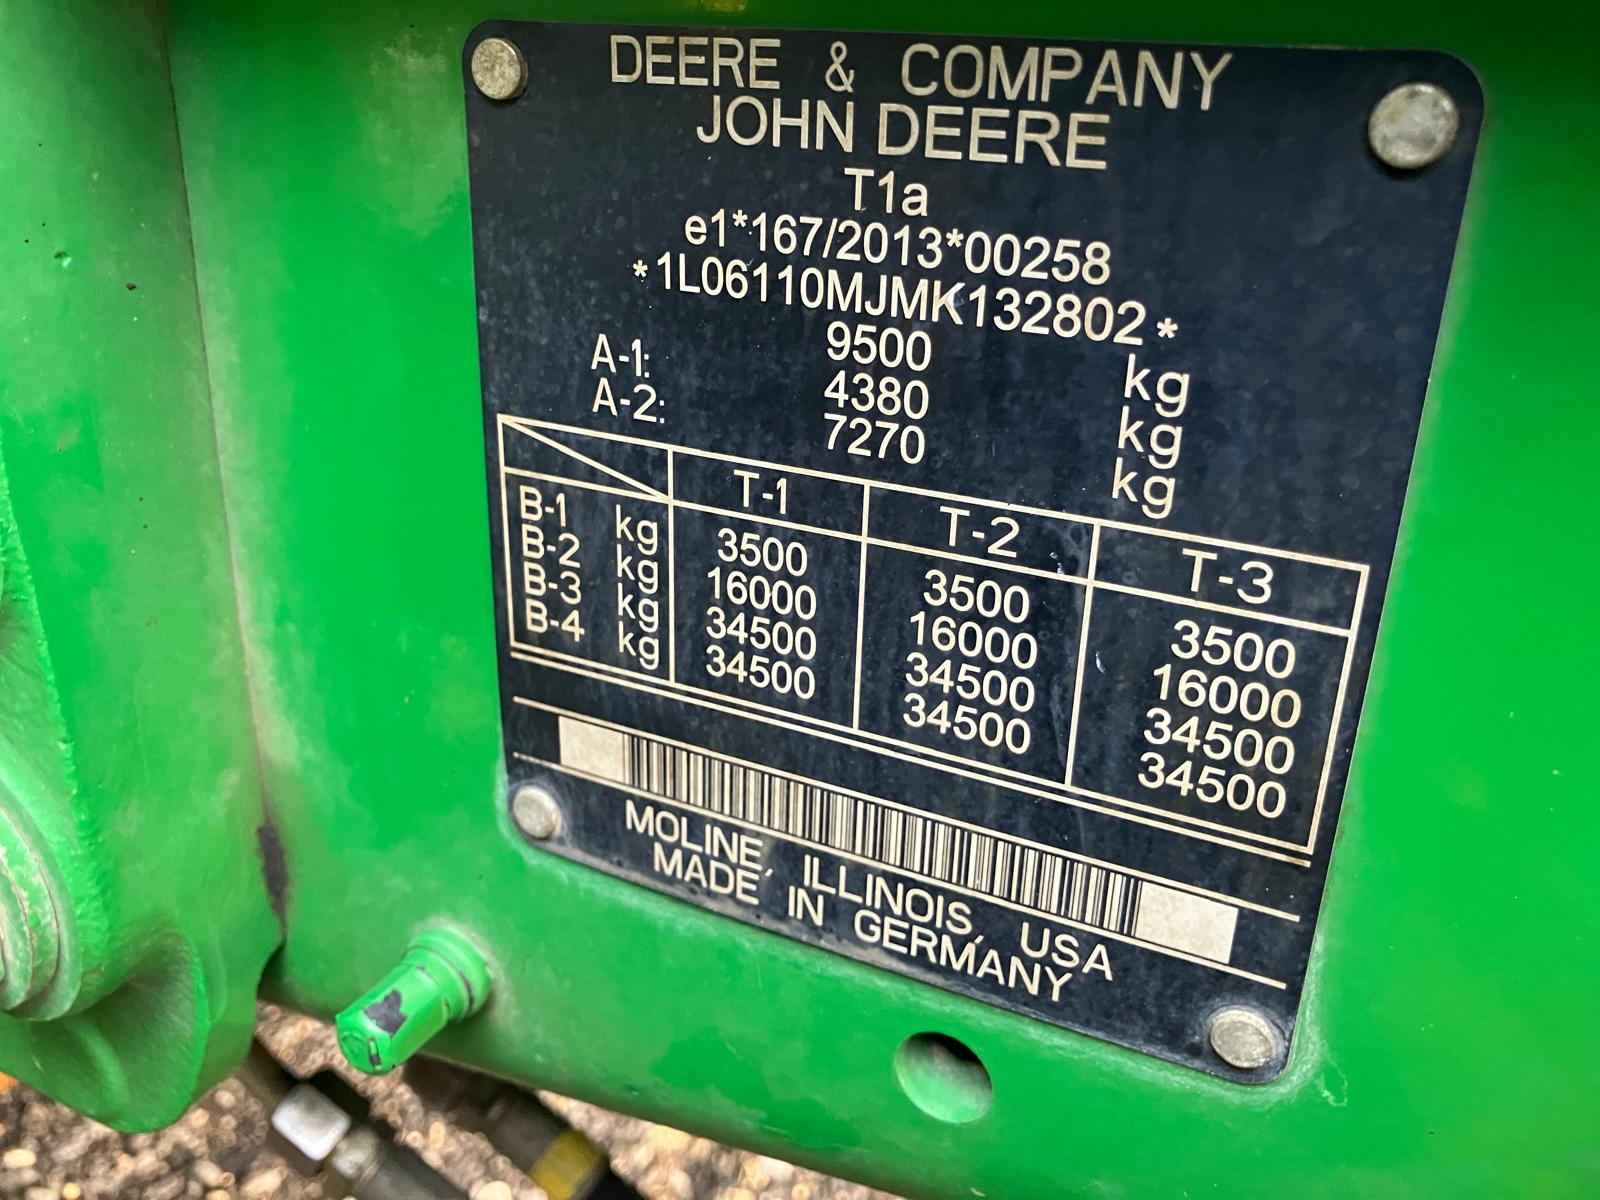 DEERE & COMPANY
JOHN DEERE
T1a
e1*167/2013*00258
*1L06110MJMK132802*
9500 kg
A-1: 4380 kg
A-2: 7270 kg
T-1 T-2 T-3
B-1 kg 3500 3500 3500
B-2 kg 16000 16000 16000
B-3 kg 34500 34500 34500
B-4 kg 34500 34500 34500
MOLINE, ILLINOIS, USA
MADE IN GERMANY